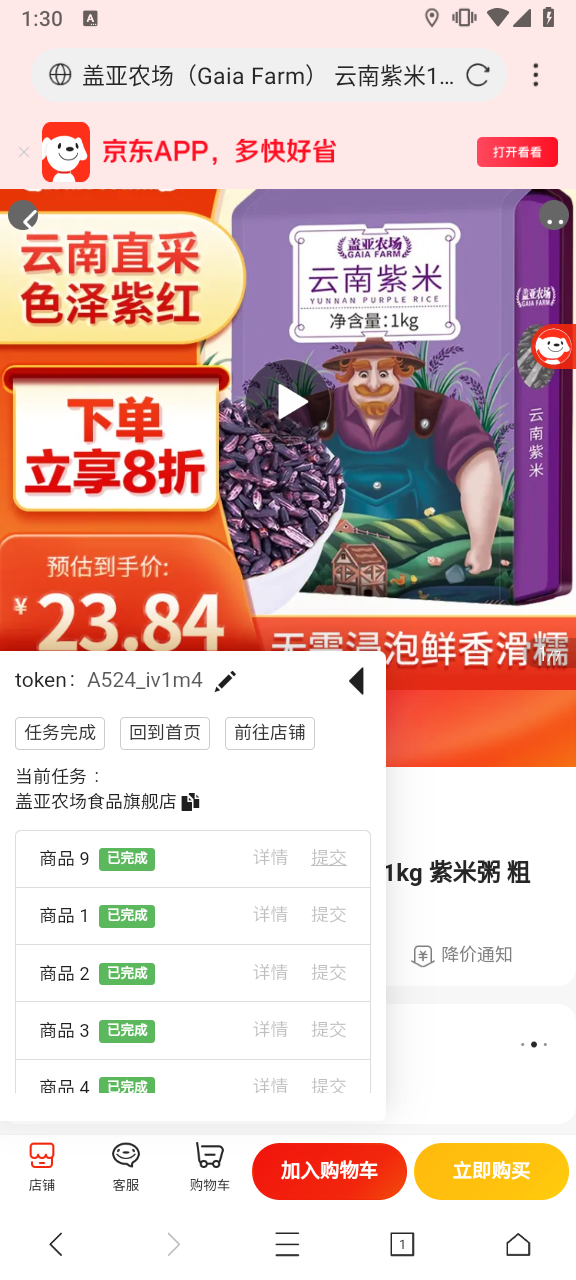 1:30
盖亚农场（Gaia Farm） 云南紫米1...
京东APP，多快好省
打开看看
云南直采
色泽紫红
下单
立享8折
预估到手价:
¥23.84
盖亚农场
GAIA FARM
云南紫米
YUNNAN PURPLE RICE
净含量:1kg
盖亚农场
GAIA FARM
云南紫米
无需浸泡鲜香滑糯
token: A524_iv1m4
任务完成 回到首页 前往店铺
当前任务：
盖亚农场食品旗舰店
商品 9 已完成 详情 提交
商品 1 已完成 详情 提交
商品 2 已完成 详情 提交
商品 3 已完成 详情 提交
商品 4 已完成 详情 提交
1kg 紫米粥 粗
降价通知
店铺 客服 购物车 加入购物车 立即购买
1